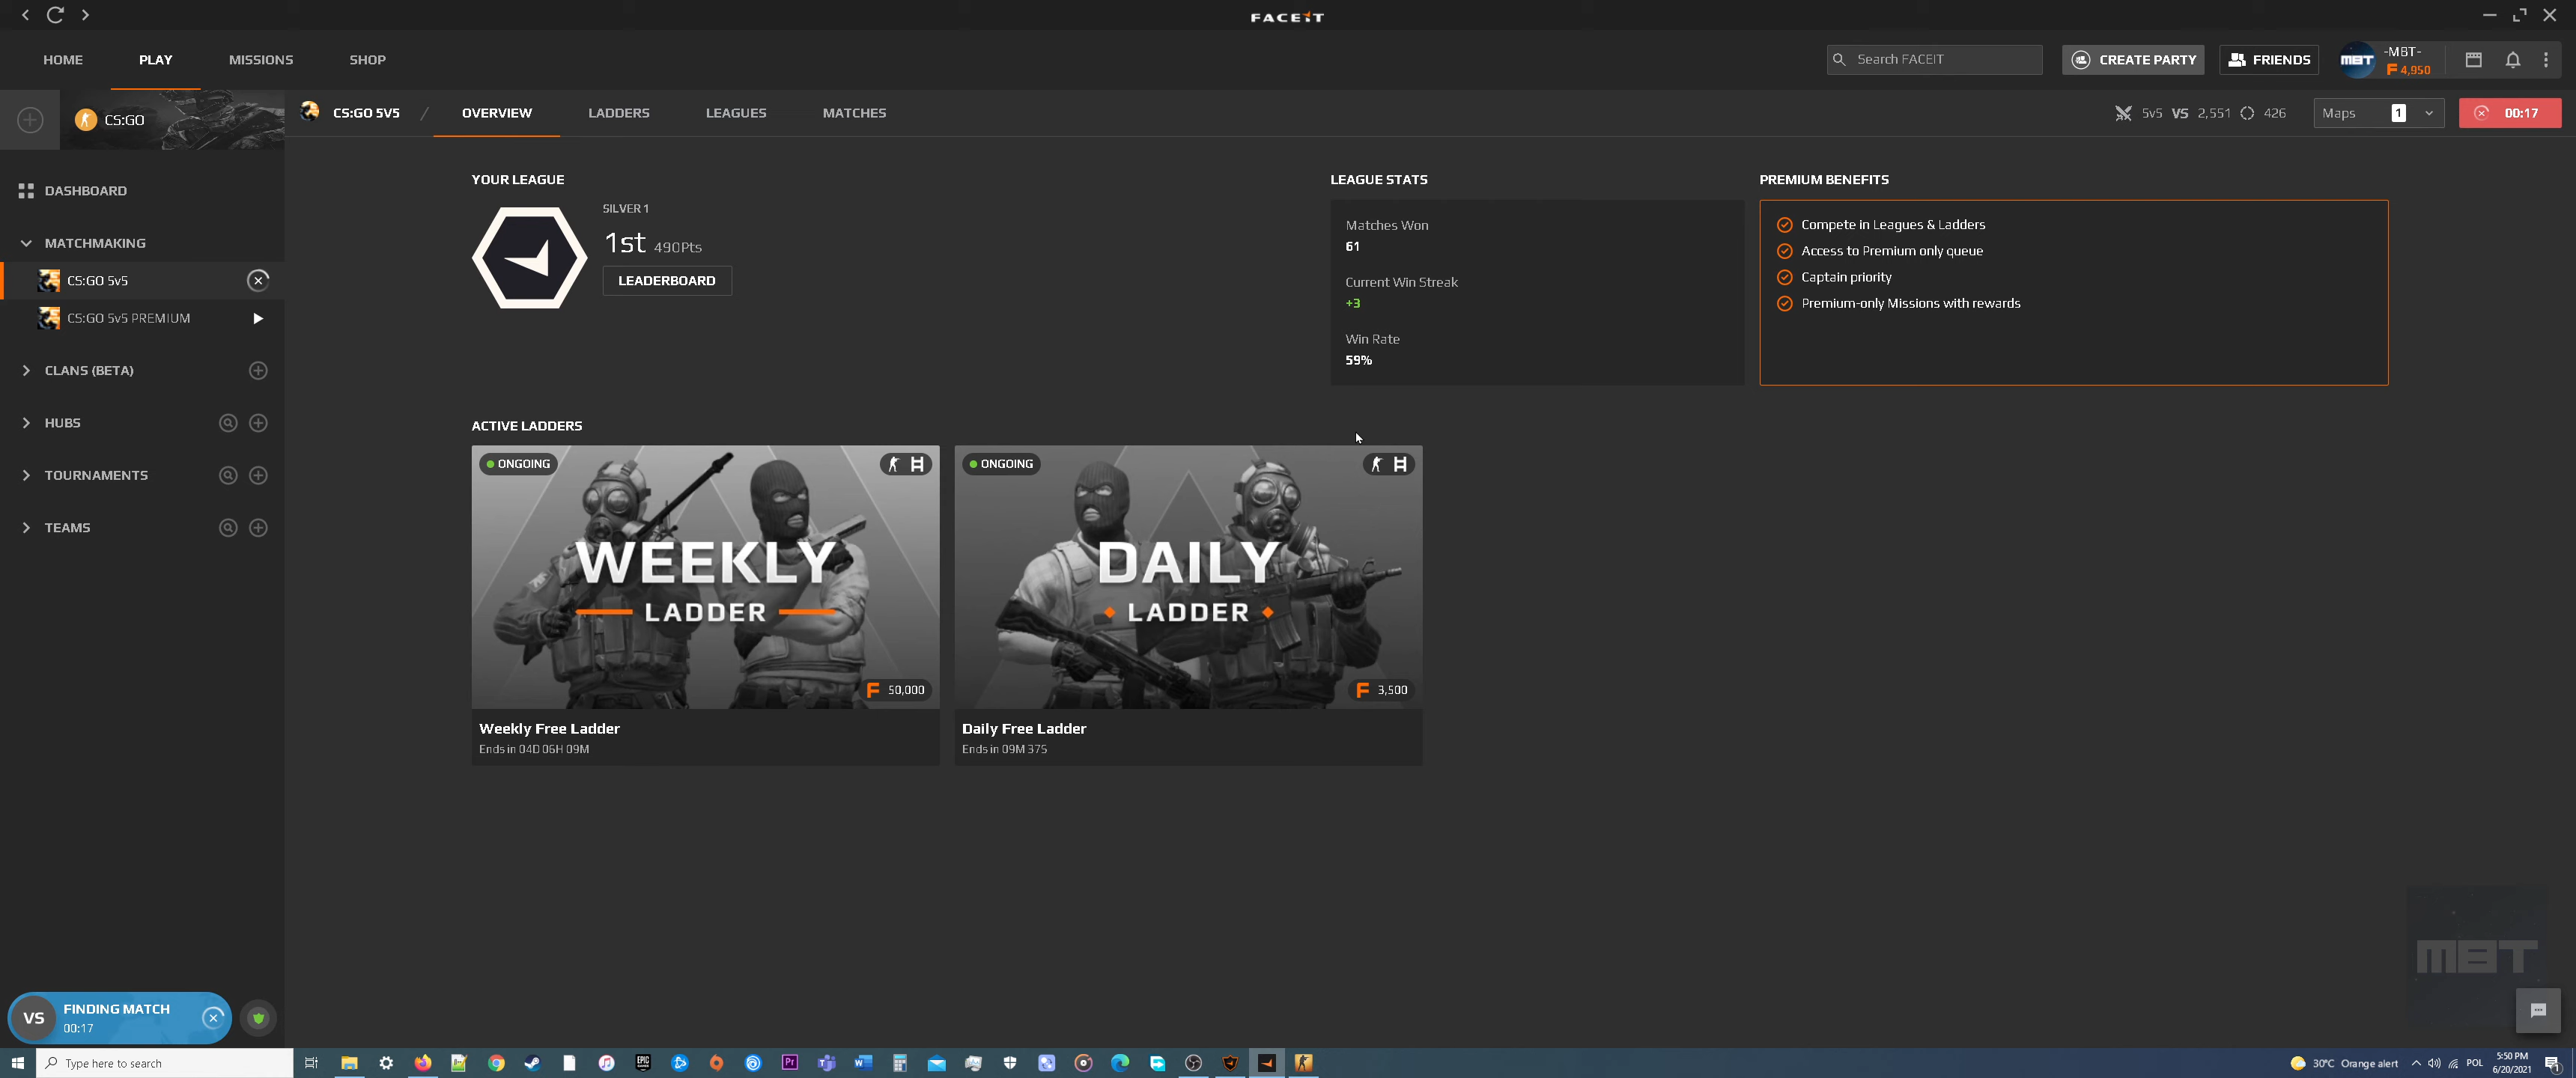 FACEIT
HOME PLAY MISSIONS SHOP
Search FACEIT CREATE PARTY FRIENDS MBT -MBT- 4,950
CS:GO
CS:GO 5V5 / OVERVIEW LADDERS LEAGUES MATCHES
5v5 VS 2,551 426 Maps 1 00:17
DASHBOARD
MATCHMAKING
CS:GO 5v5
CS:GO 5v5 PREMIUM
CLANS (BETA)
HUBS
TOURNAMENTS
TEAMS
YOUR LEAGUE
SILVER 1
1st 490Pts
LEADERBOARD
LEAGUE STATS
Matches Won
61
Current Win Streak
+3
Win Rate
59%
PREMIUM BENEFITS
Compete in Leagues & Ladders
Access to Premium only queue
Captain priority
Premium-only Missions with rewards
ACTIVE LADDERS
ONGOING
WEEKLY
LADDER
50,000
Weekly Free Ladder
Ends in 04D 06H 09M
ONGOING
DAILY
LADDER
3,500
Daily Free Ladder
Ends in 09M 37S
MBT
VS FINDING MATCH
00:17
Type here to search
EPIC
Pr
30°C Orange alert
POL
5:50 PM
6/20/2021
1